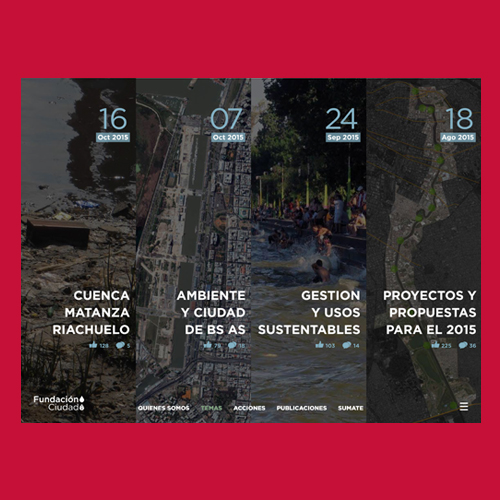 16
Oct 2015
CUENCA
MATANZA
RIACHUELO
128 5
07
Oct 2015
AMBIENTE
Y CIUDAD
DE BS AS
78 18
24
Sep 2015
GESTION
Y USOS
SUSTENTABLES
103 14
18
Ago 2015
PROYECTOS Y
PROPUESTAS
PARA EL 2015
225 36
Fundación
Ciudad
QUIENES SOMOS TEMAS ACCIONES PUBLICACIONES SUMATE